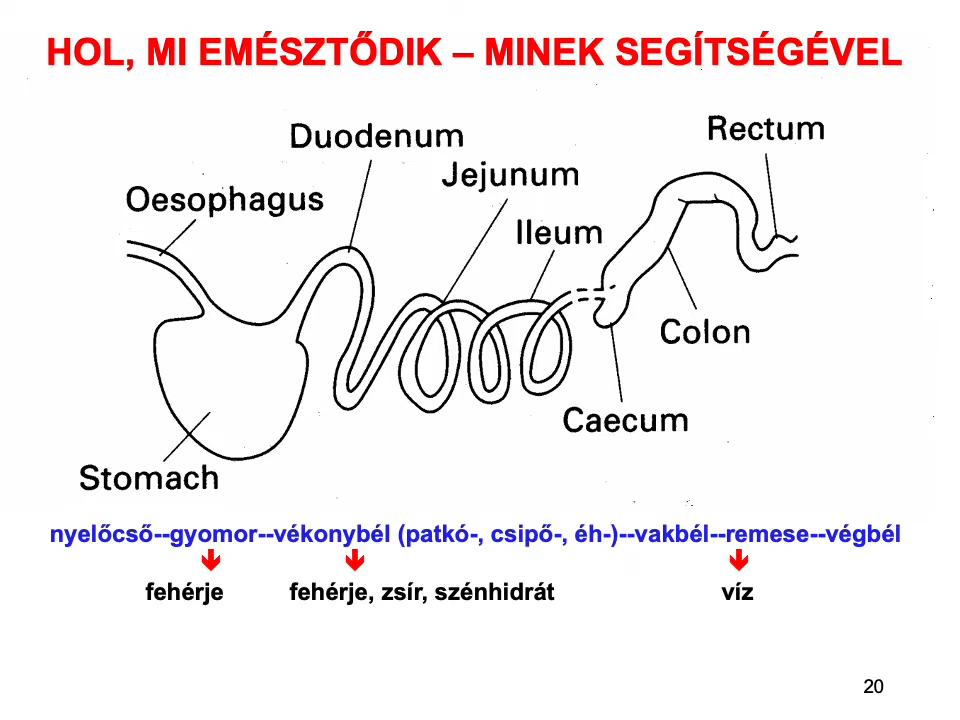 HOL, MI EMÉSZTŐDIK – MINEK SEGÍTSÉGÉVEL
Duodenum
Rectum
Jejunum
Oesophagus
Ileum
Colon
Caecum
Stomach
nyelőcső--gyomor--vékonybél (patkó-, csipő-, éh-)--vakbél--remese--végbél
fehérje fehérje, zsír, szénhidrát víz
20